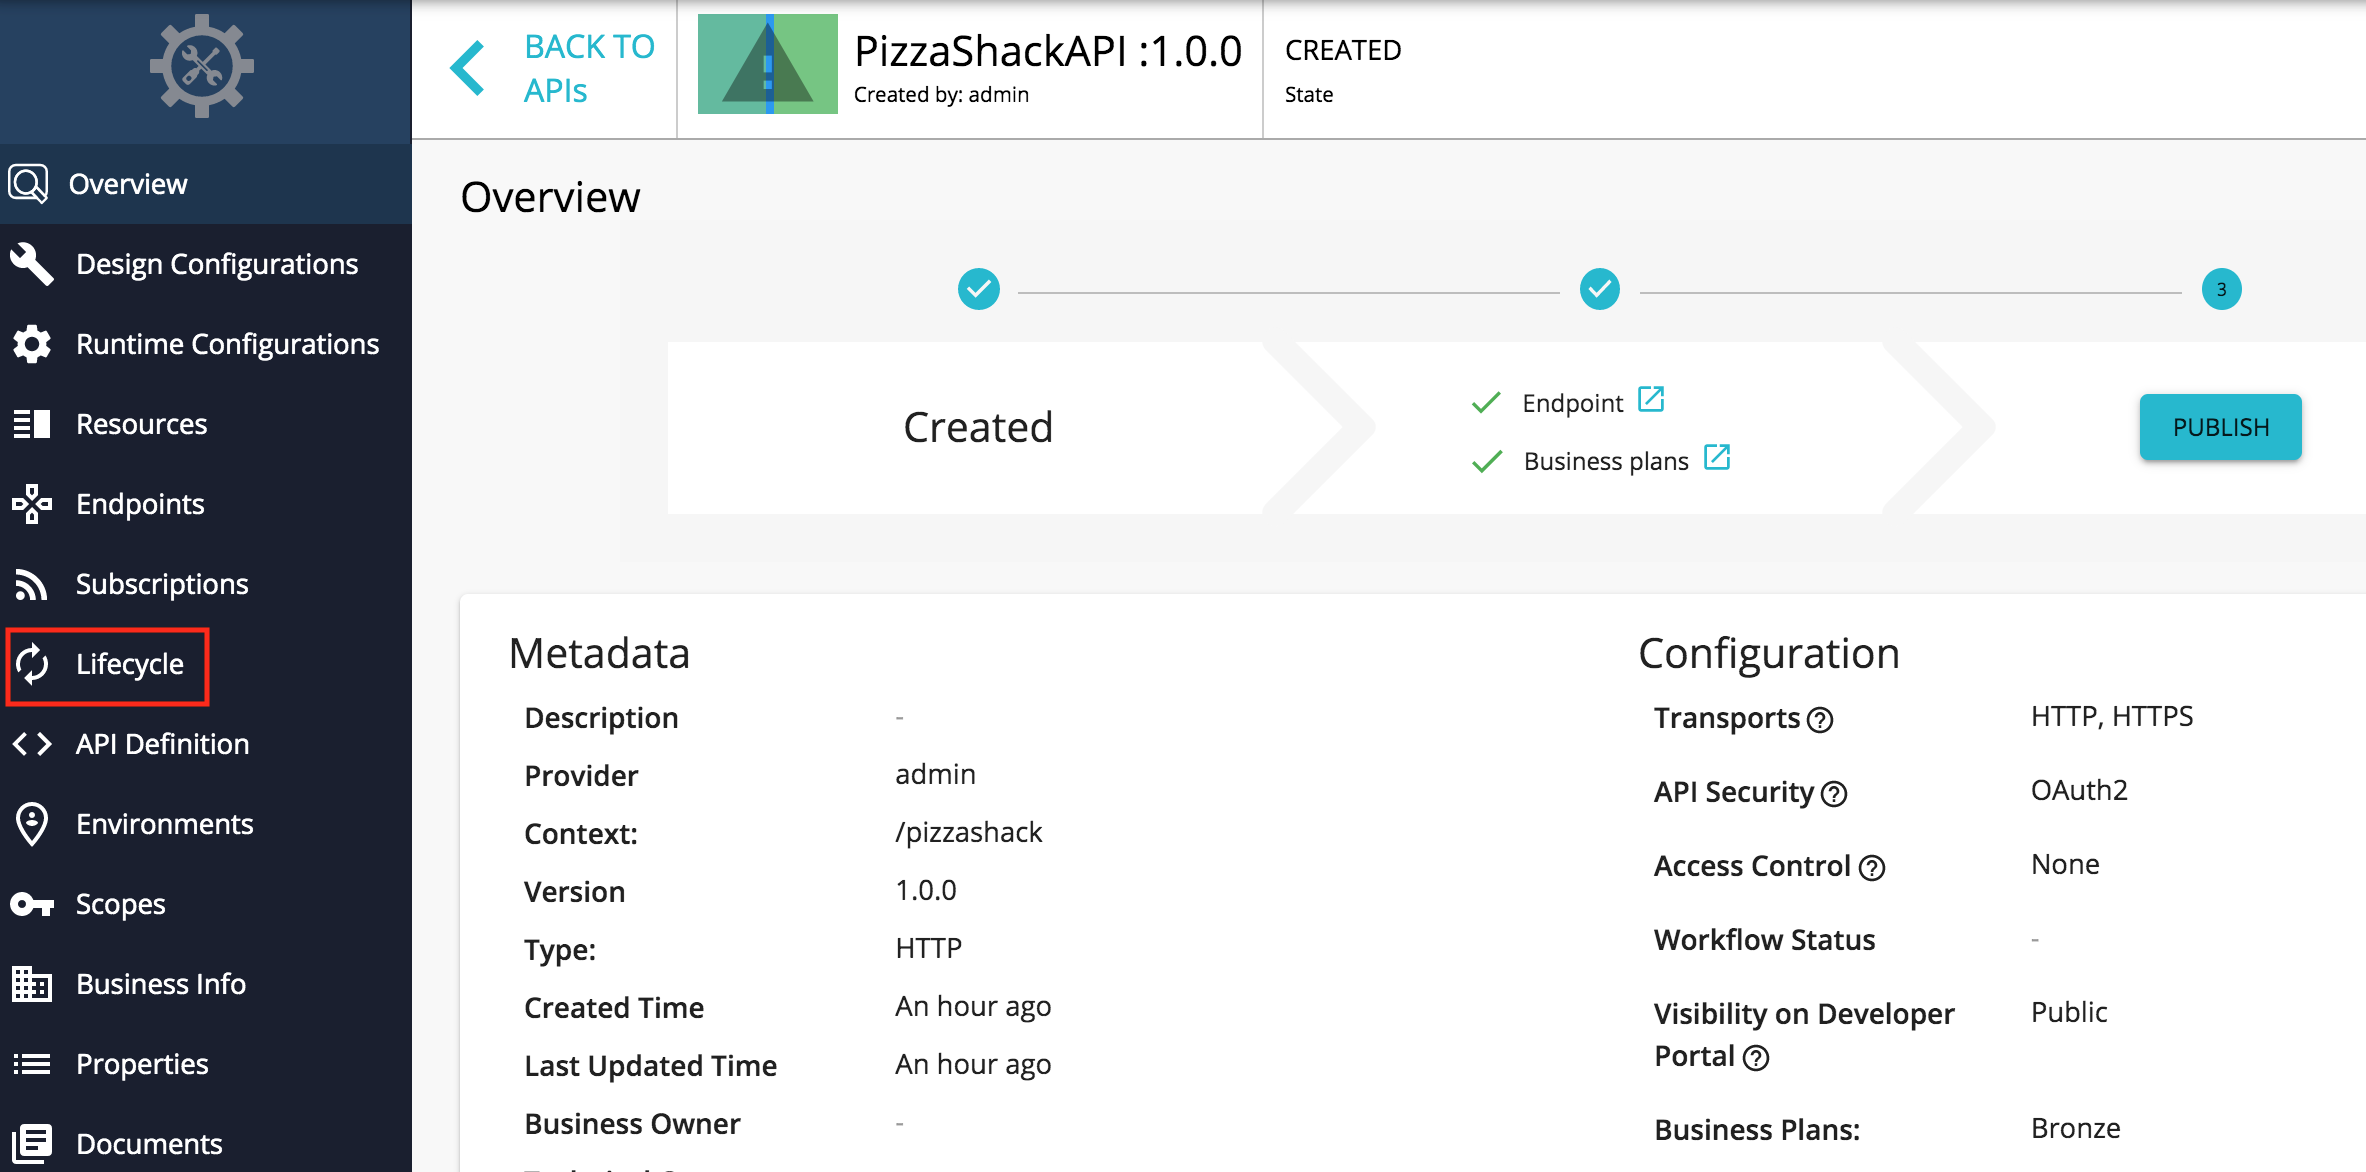 BACK TO
APIs
PizzaShackAPI :1.0.0
Created by: admin
CREATED
State
Overview
Design Configurations
Runtime Configurations
Resources
Endpoints
Subscriptions
Lifecycle
API Definition
Environments
Scopes
Business Info
Properties
Documents
Overview
3
Created
Endpoint
Business plans
PUBLISH
Metadata
Description -
Provider admin
Context: /pizzashack
Version 1.0.0
Type: HTTP
Created Time An hour ago
Last Updated Time An hour ago
Business Owner -
Configuration
Transports HTTP, HTTPS
API Security OAuth2
Access Control None
Workflow Status -
Visibility on Developer Public
Portal
Business Plans: Bronze